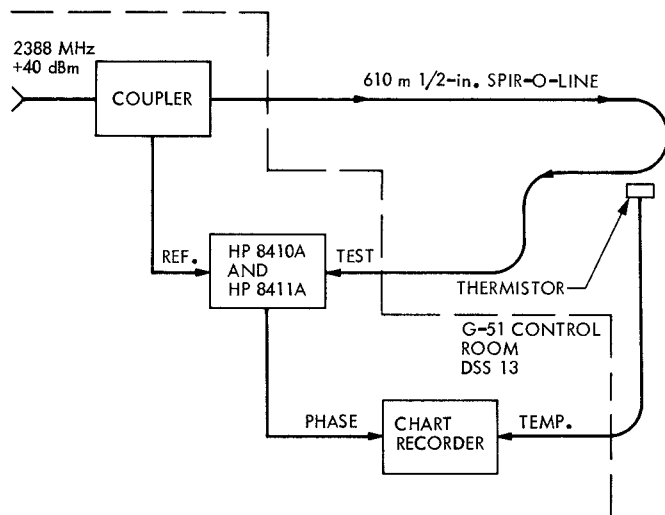 2388 MHz
+40 dBm
COUPLER
610 m 1/2-in. SPIR-O-LINE
REF.
HP 8410A
AND
HP 8411A
TEST
THERMISTOR
G-51 CONTROL
ROOM
DSS 13
PHASE
CHART
RECORDER
TEMP.